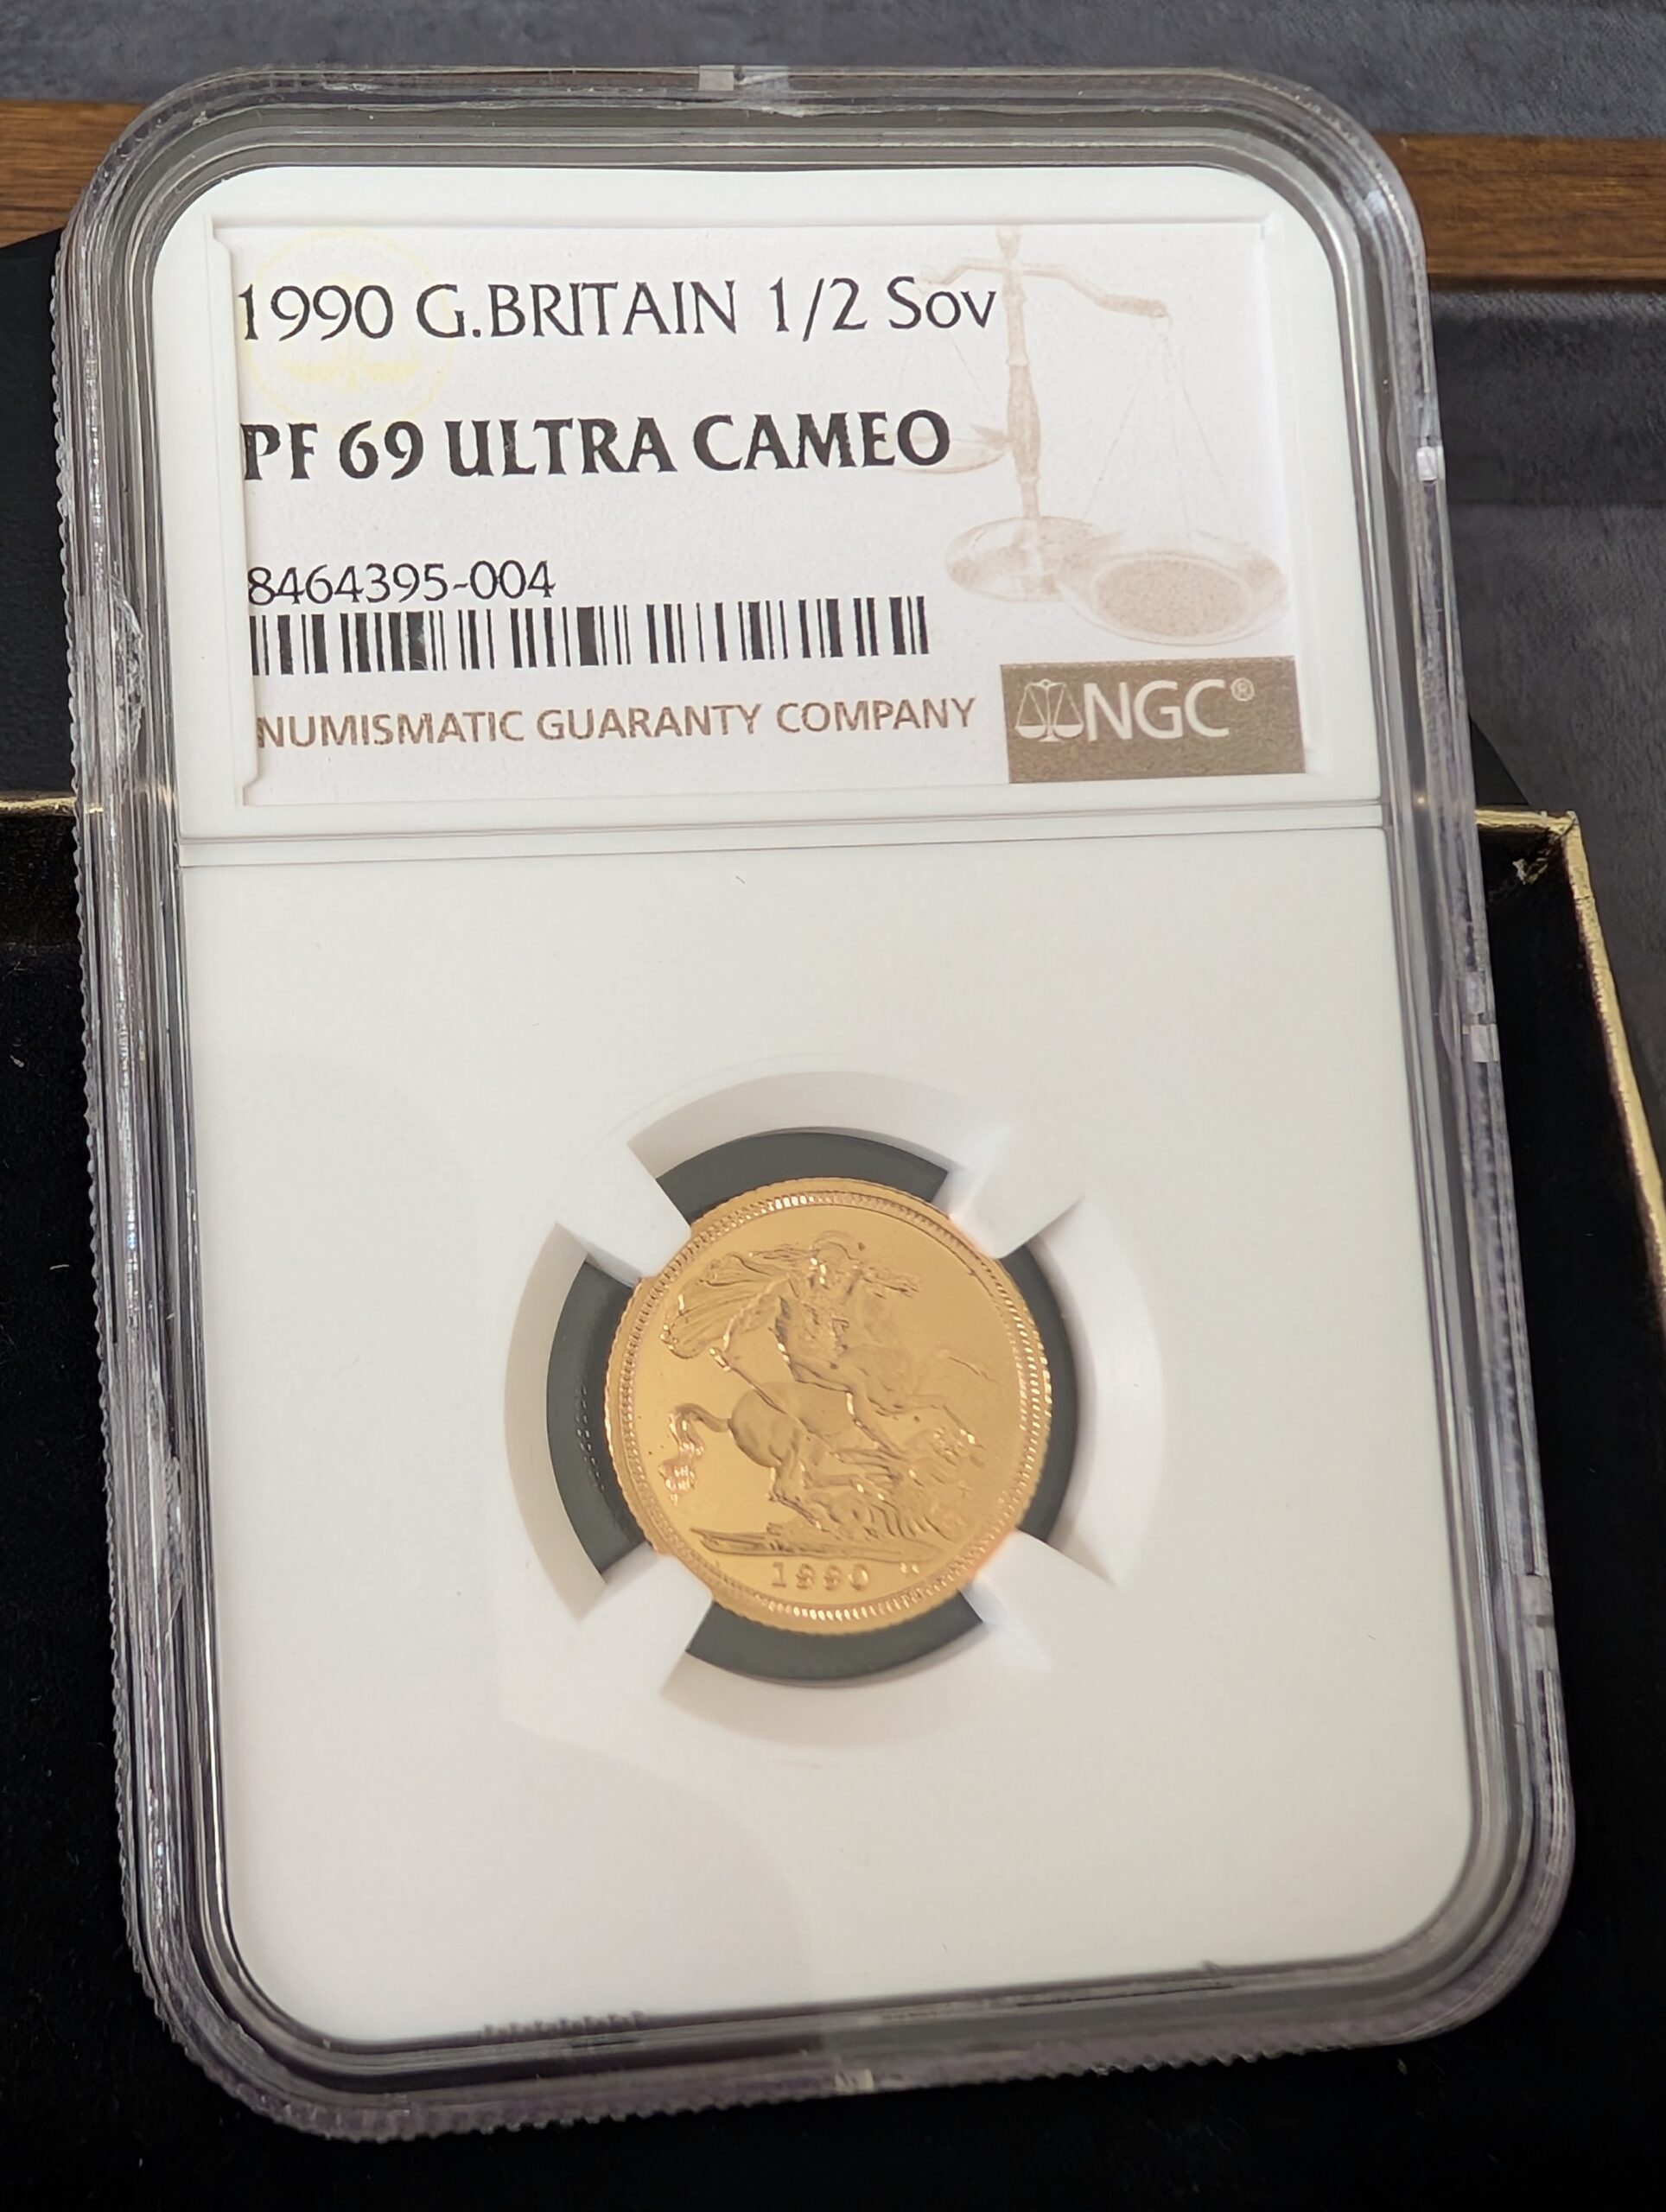 1990 G.BRITAIN 1/2 Sov
PF 69 ULTRA CAMEO
8464395-004
NUMISMATIC GUARANTY COMPANY
NGC®
1990